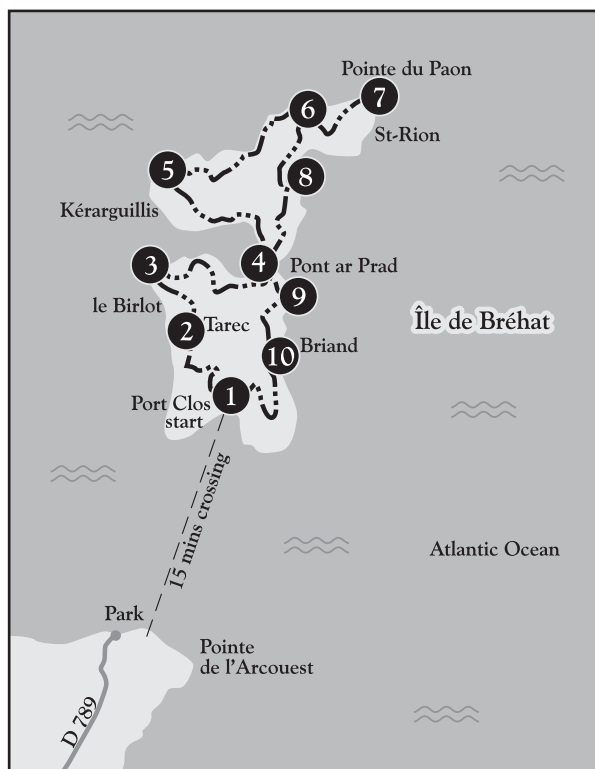 Pointe du Paon
7
6
St-Rion
5
8
Kérarguillis
4
3
Pont ar Prad
9
le Birlot
Tarec
2
Île de Bréhat
Briand
10
1
Port Clos
start
15 mins crossing
Atlantic Ocean
Park
Pointe
de l'Arcouest
D 789